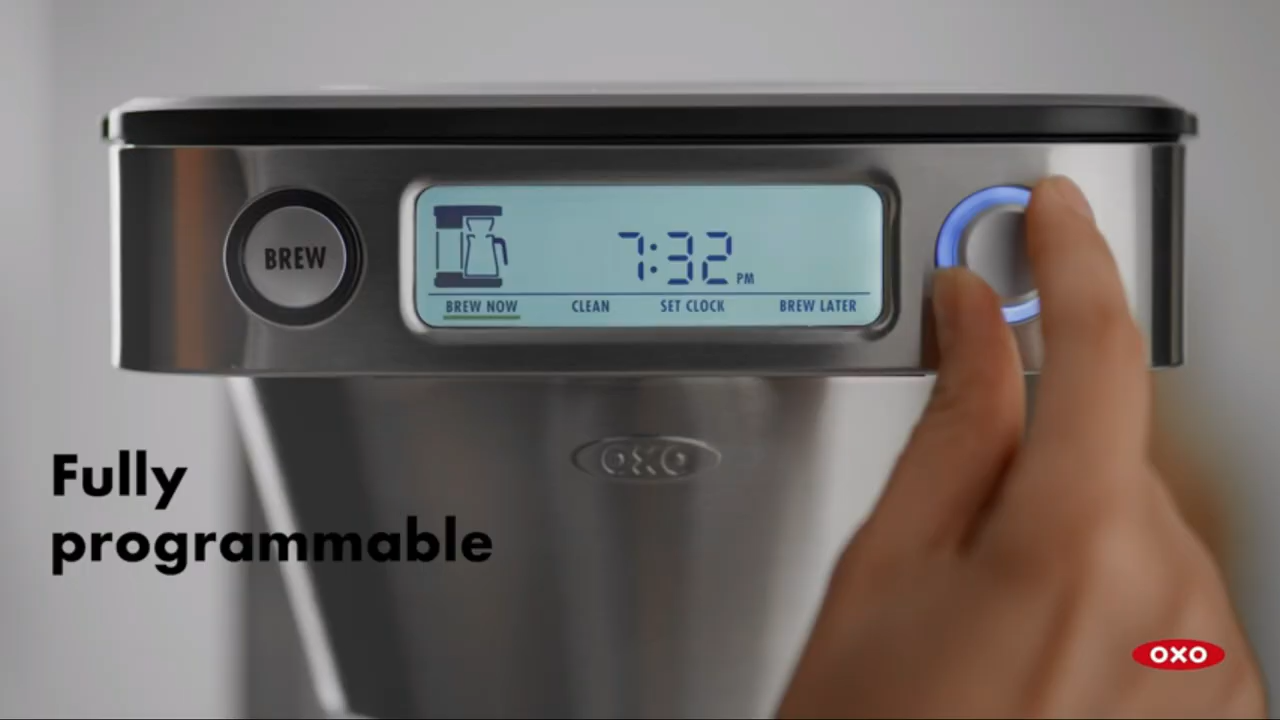 BREW
7:32 PM
BREW NOW CLEAN SET CLOCK BREW LATER
OXO
Fully
programmable
OXO